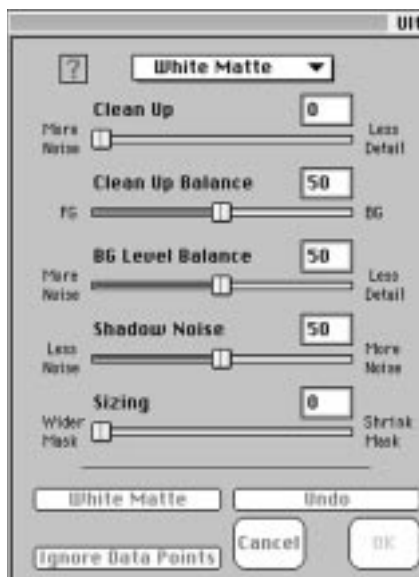 Ult
?
White Matte
Clean Up 0
More Noise
Less Detail
Clean Up Balance 50
FG
BG
BG Level Balance 50
More Noise
Less Detail
Shadow Noise 50
Less Noise
More Noise
Sizing 0
Wider Mask
Shrink Mask
White Matte
Undo
Ignore Data Points
Cancel
OK